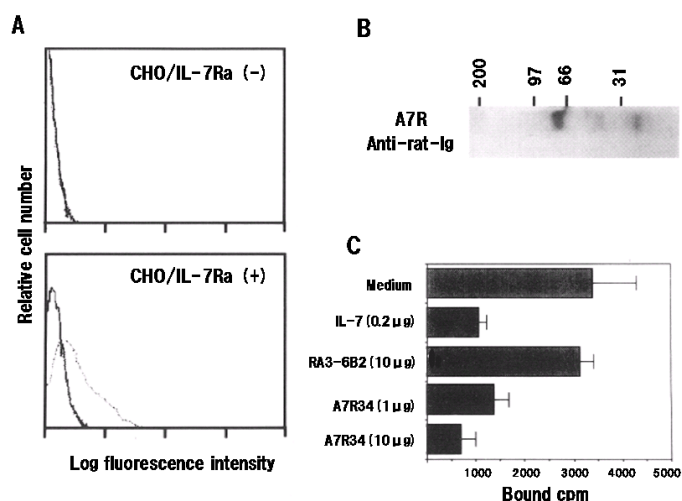 A
CHO/IL-7Ra (-)
CHO/IL-7Ra (+)
Relative cell number
Log fluorescence intensity
B
200
97
66
31
A7R
Anti-rat-Ig
C
Medium
IL-7 (0.2 µg)
RA3-6B2 (10 µg)
A7R34 (1 µg)
A7R34 (10 µg)
1000 2000 3000 4000 5000
Bound cpm